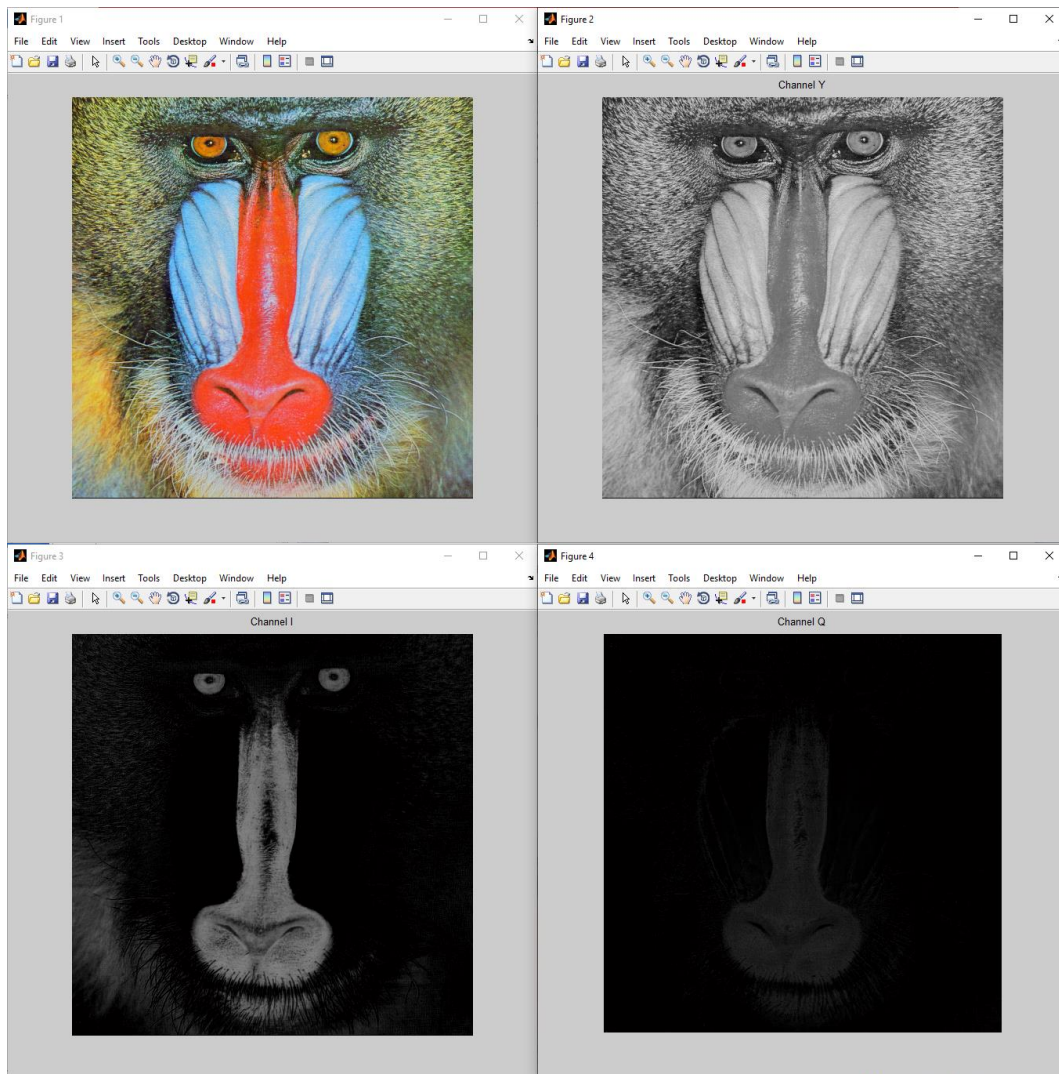 Figure 1
File Edit View Insert Tools Desktop Window Help
Figure 2
File Edit View Insert Tools Desktop Window Help
Channel Y
Figure 3
File Edit View Insert Tools Desktop Window Help
Channel I
Figure 4
File Edit View Insert Tools Desktop Window Help
Channel Q